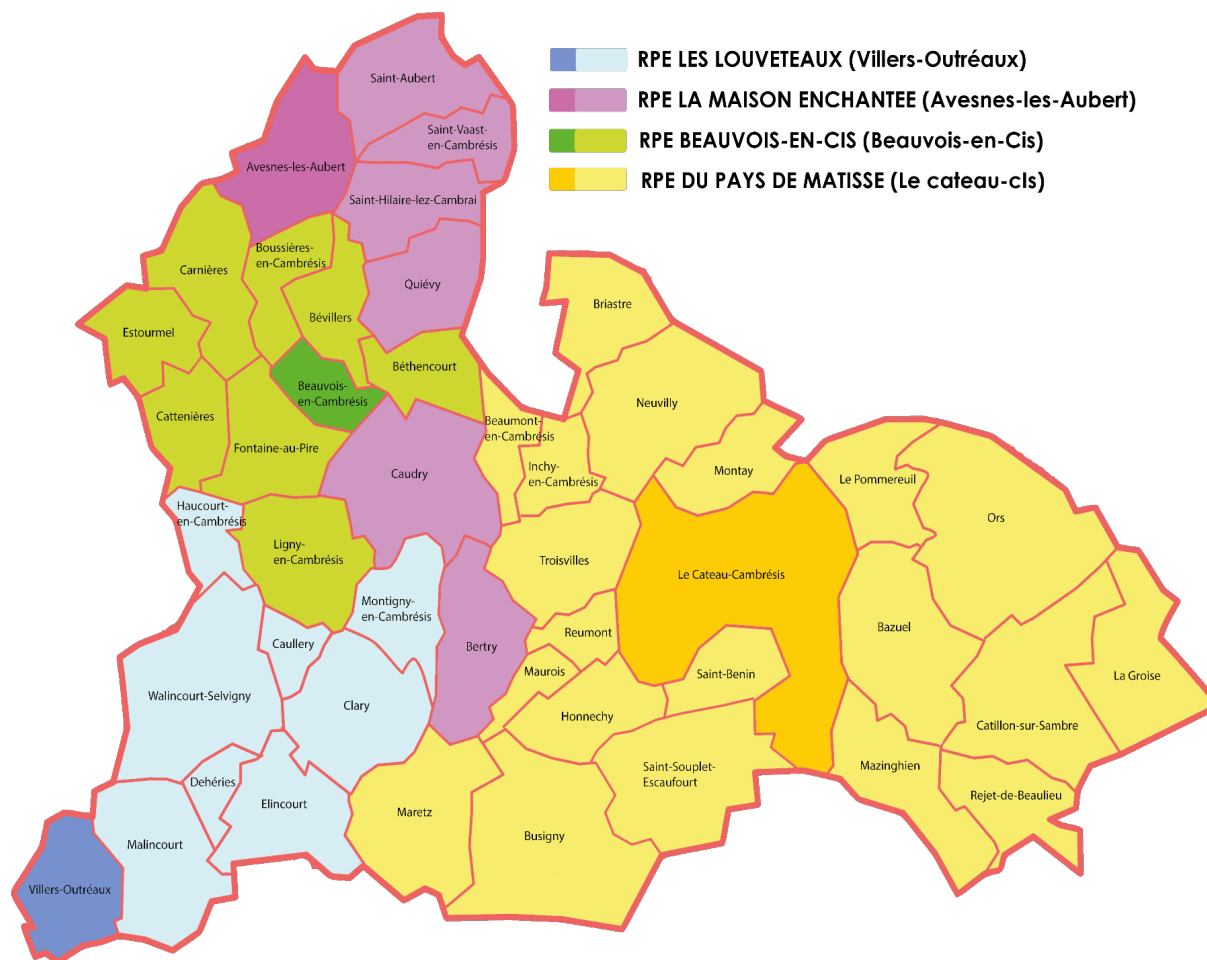 RPE LES LOUVETEAUX (Villers-Outréaux)
RPE LA MAISON ENCHANTEE (Avesnes-les-Aubert)
RPE BEAUVOIS-EN-CIS (Beauvois-en-Cis)
RPE DU PAYS DE MATISSE (Le cateau-cIs)
Saint-Aubert
Saint-Vaast-
en-Cambrésis
Avesnes-les-Aubert
Saint-Hilaire-lez-Cambrai
Boussières-
en-Cambrésis
Carnières
Quiévy
Briastre
Bévillers
Estourmel
Béthencourt
Beauvois-
en-Cambrésis
Neuvilly
Cattenières
Beaumont-
en-Cambrésis
Fontaine-au-Pire
Caudry
Inchy-
en-Cambrésis
Montay
Le Pommereuil
Haucourt-
en-Cambrésis
Ors
Ligny-
en-Cambrésis
Troisvilles
Le Cateau-Cambrésis
Montigny-
en-Cambrésis
Bazuel
Reumont
Caullery
Bertry
Maurois
Saint-Benin
La Groise
Walincourt-Selvigny
Clary
Honnechy
Catillon-sur-Sambre
Saint-Souplet-
Escaufourt
Mazinghien
Dehéries
Rejet-de-Beaulieu
Elincourt
Maretz
Busigny
Malincourt
Villers-Outréaux